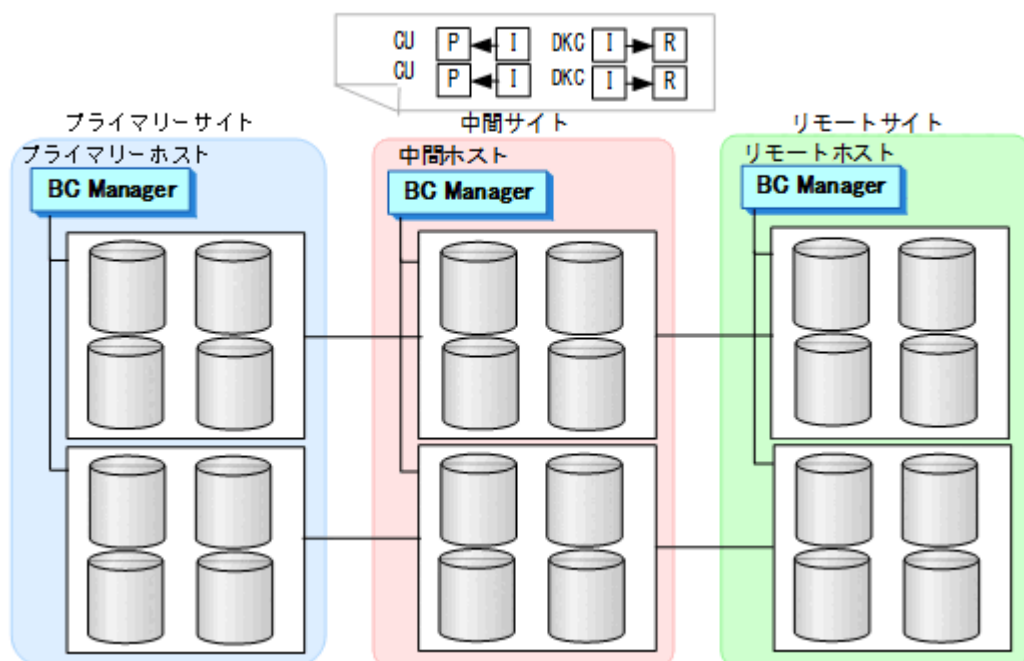 CU P I DKC I R
CU P I DKC I R
プライマリーサイト 中間サイト リモートサイト
プライマリーホスト 中間ホスト リモートホスト
BC Manager BC Manager BC Manager